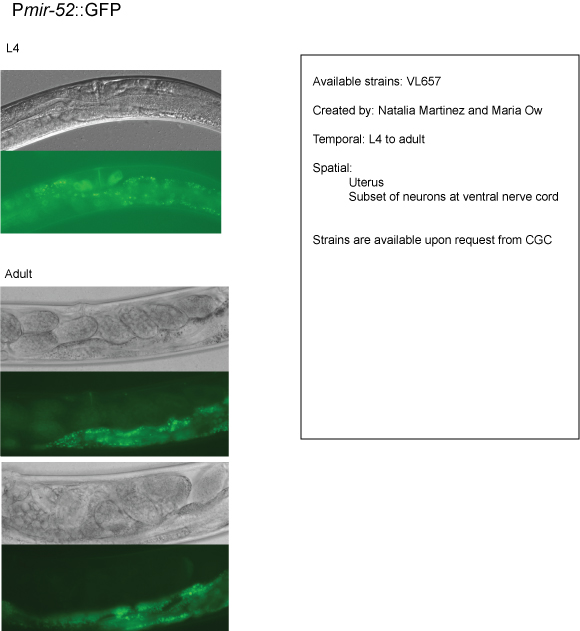 Pmir-52::GFP
L4
Available strains: VL657
Created by: Natalia Martinez and Maria Ow
Temporal: L4 to adult
Spatial:
Uterus
Subset of neurons at ventral nerve cord
Strains are available upon request from CGC
Adult